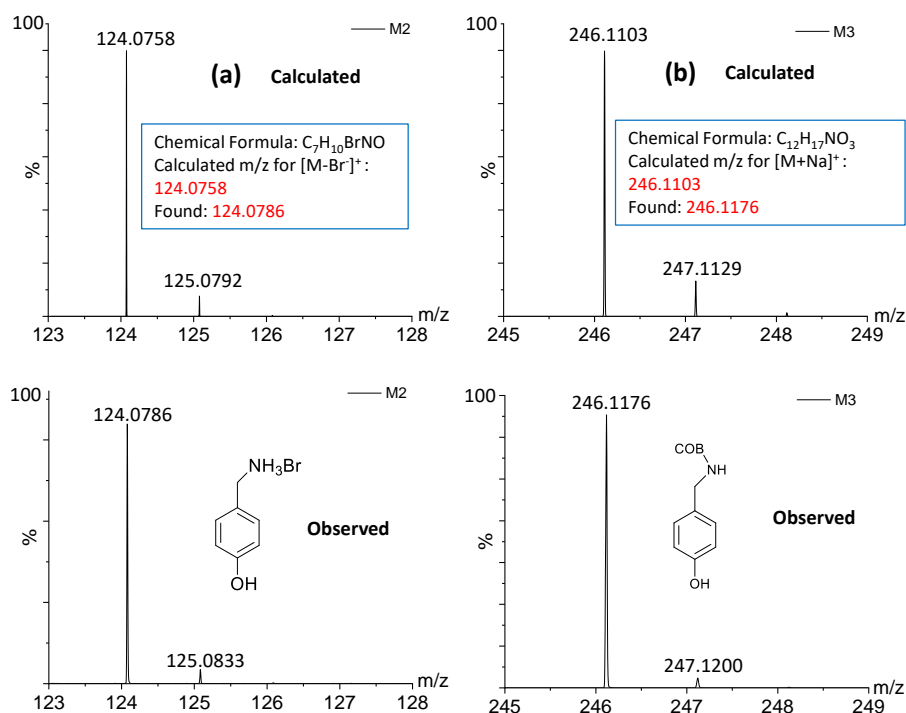 100
124.0758
M2
(a) Calculated
Chemical Formula: C₇H₁₀BrNO
Calculated m/z for [M-Br⁻]⁺ :
124.0758
Found: 124.0786
%
125.0792
m/z
123 124 125 126 127 128
100
246.1103
M3
(b) Calculated
Chemical Formula: C₁₂H₁₇NO₃
Calculated m/z for [M+Na]⁺ :
246.1103
Found: 246.1176
%
247.1129
m/z
245 246 247 248 249
100
124.0786
M2
NH₃Br
Observed
%
OH
125.0833
m/z
123 124 125 126 127 128
100
246.1176
M3
COB
NH
Observed
%
OH
247.1200
m/z
245 246 247 248 249